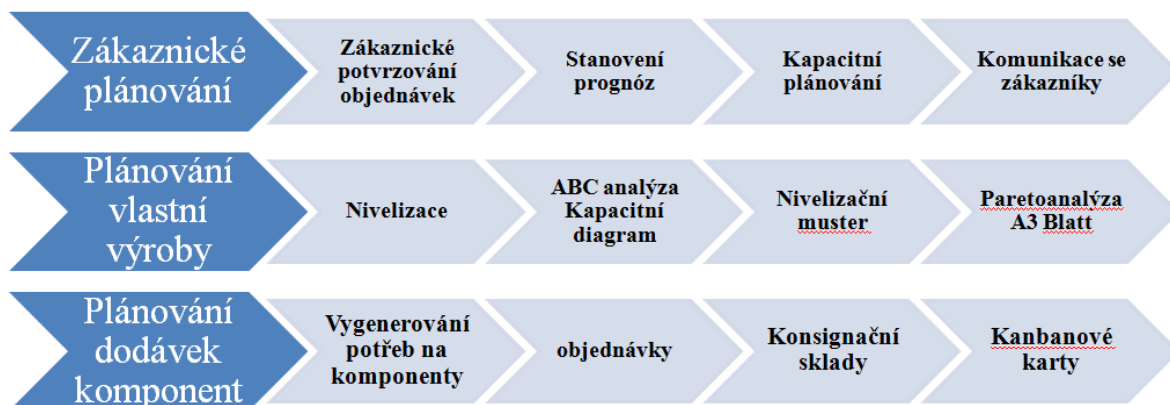 Zákaznické
plánování
Zákaznické
potvrzování
objednávek
Stanovení
prognóz
Kapacitní
plánování
Komunikace se
zákazníky
Plánování
vlastní
výroby
Nivelizace
ABC analýza
Kapacitní
diagram
Nivelizační
muster
Paretoanalýza
A3 Blatt
Plánování
dodávek
komponent
Vygenerování
potřeb na
komponenty
objednávky
Konsignační
sklady
Kanbanové
karty